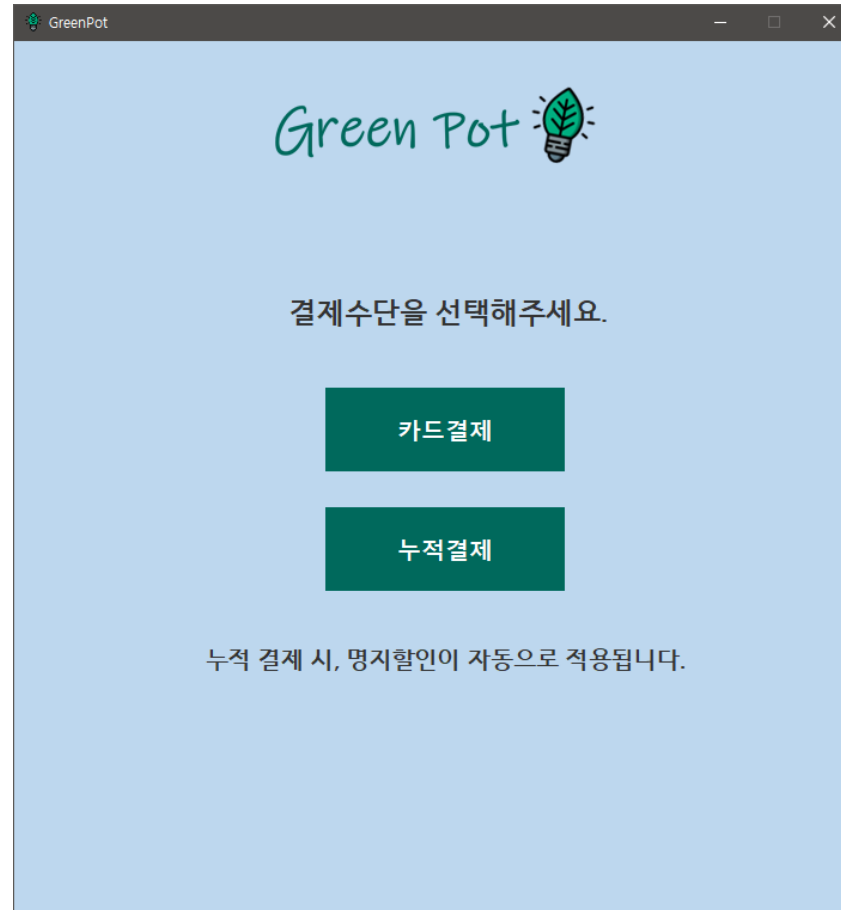 GreenPot
Green Pot
결제수단을 선택해주세요.
카드결제
누적결제
누적 결제 시, 명지할인이 자동으로 적용됩니다.